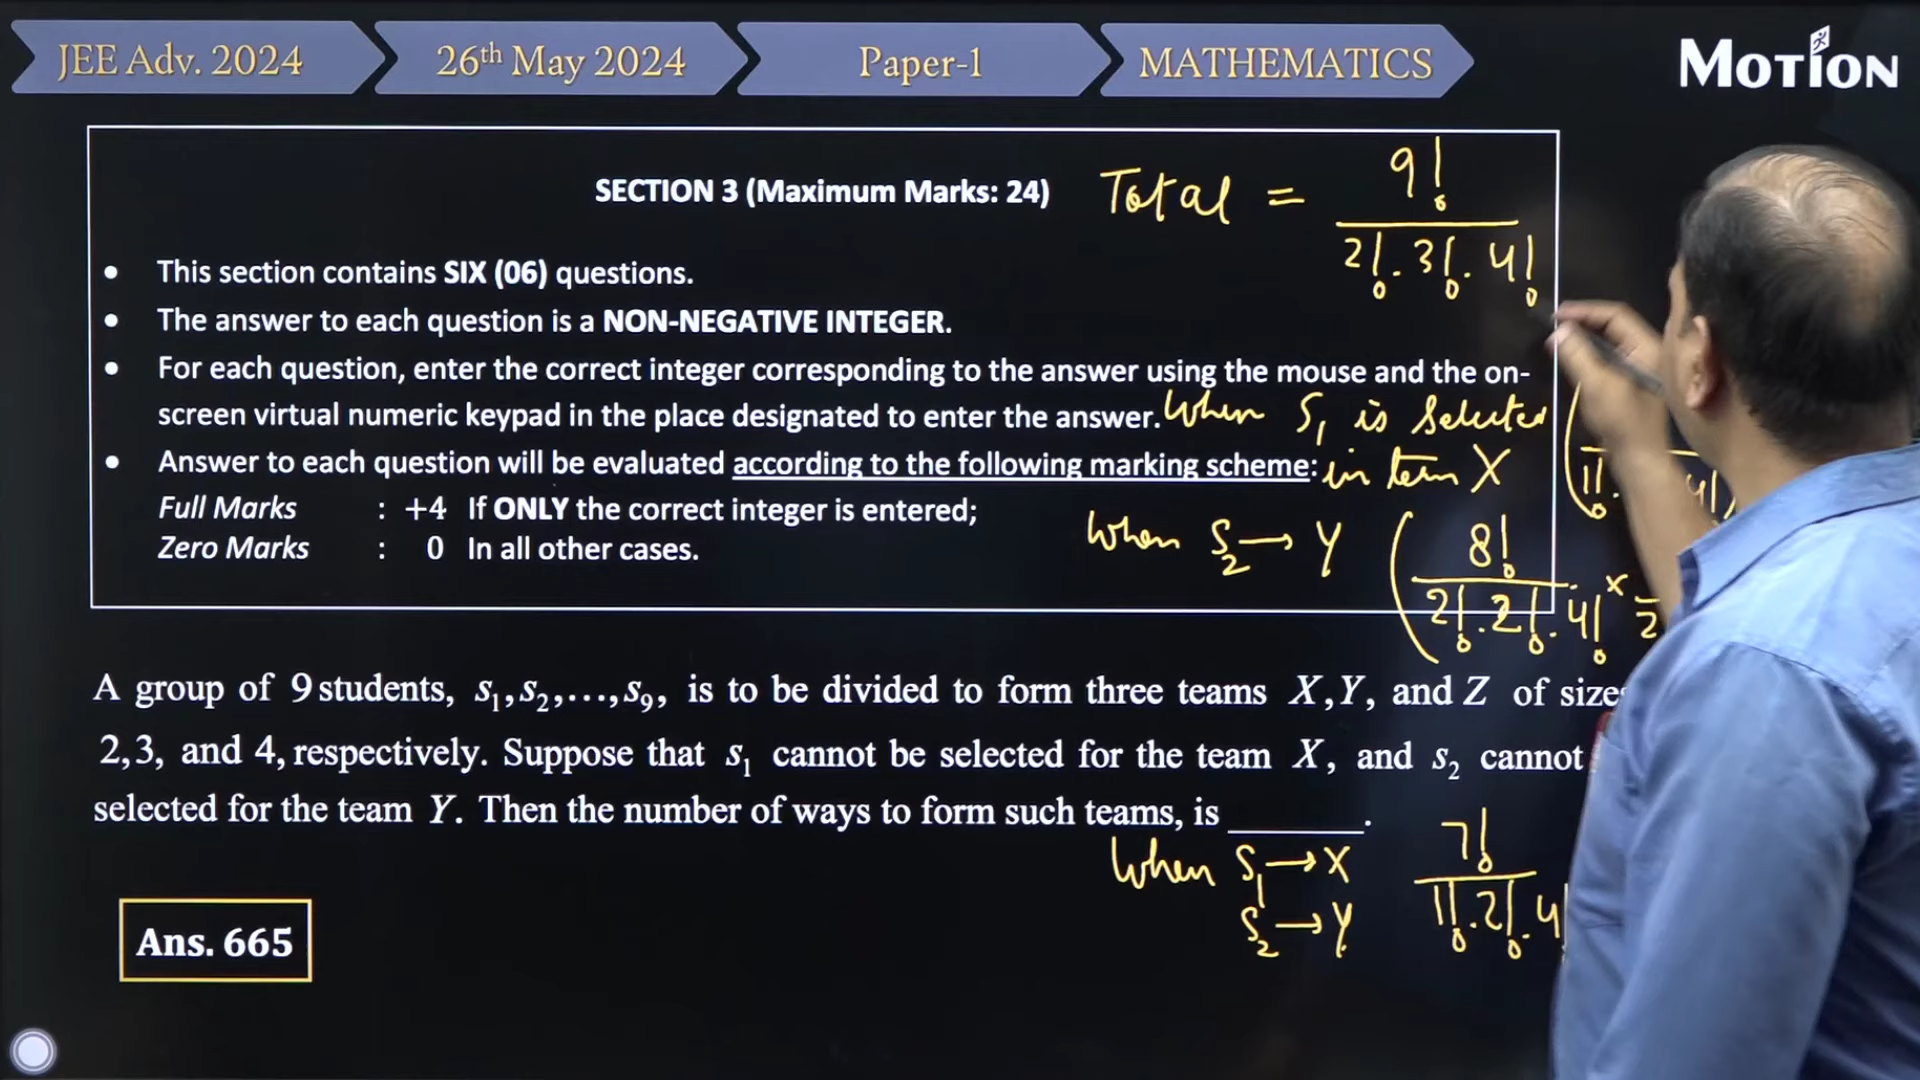 JEE Adv. 2024 26th May 2024 Paper-1 MATHEMATICS MOTION
SECTION 3 (Maximum Marks: 24)
Total = 9! / 2!.3!.4!
• This section contains SIX (06) questions.
• The answer to each question is a NON-NEGATIVE INTEGER.
• For each question, enter the correct integer corresponding to the answer using the mouse and the on-
screen virtual numeric keypad in the place designated to enter the answer.
When S₁ is Selected
in team X
• Answer to each question will be evaluated according to the following marking scheme:
Full Marks : +4 If ONLY the correct integer is entered;
Zero Marks : 0 In all other cases.
When S₂ → Y ( 8! / 2!.2!.4! ×
A group of 9 students, s₁, s₂,…, s₉, is to be divided to form three teams X, Y, and Z of
2,3, and 4, respectively. Suppose that s₁ cannot be selected for the team X, and s₂ cannot
selected for the team Y. Then the number of ways to form such teams, is ______.
When S₁ → X
S₂ → Y
7! / 1!.2!.4
Ans. 665